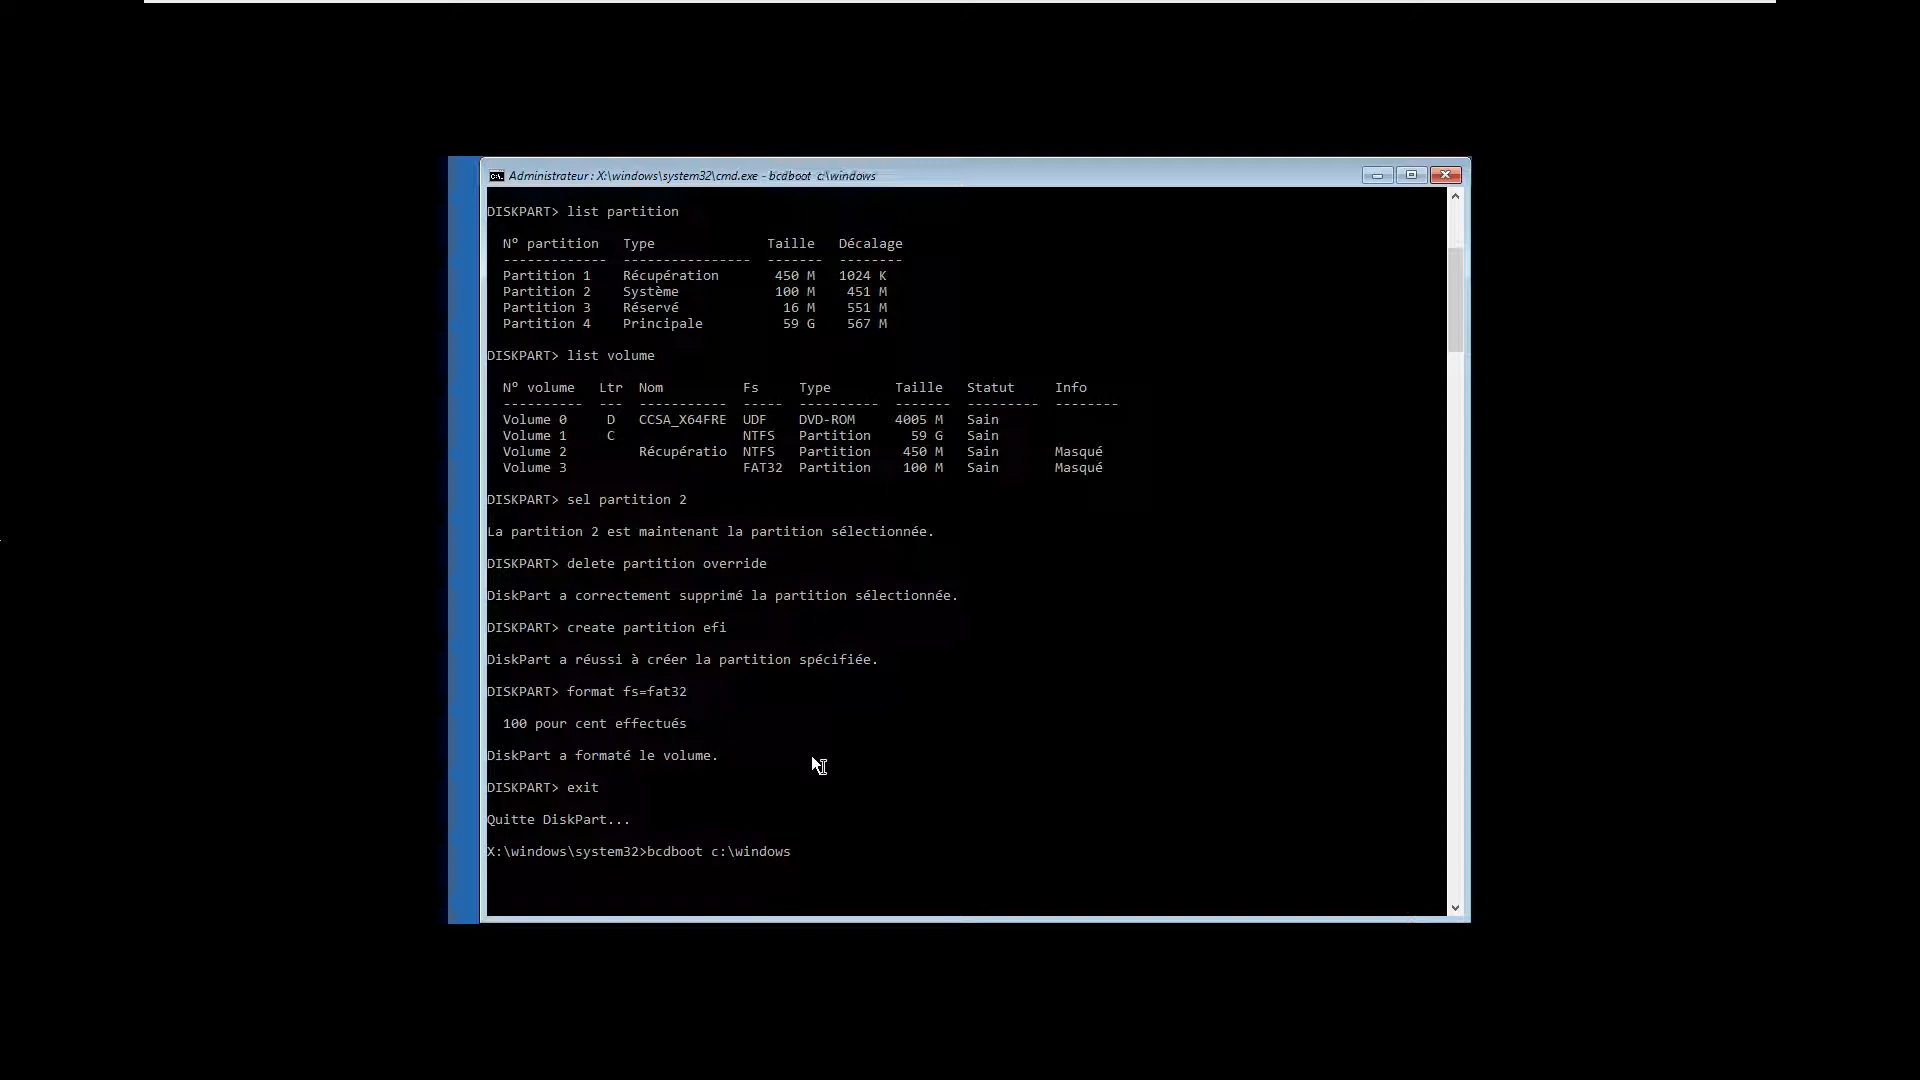 Administrateur : X:\windows\system32\cmd.exe - bcdboot c:\windows
DISKPART> list partition
N° partition   Type              Taille   Décalage
-------------  ----------------  -------  --------
Partition 1    Récupération       450 M   1024 K
Partition 2    Système            100 M    451 M
Partition 3    Réservé             16 M    551 M
Partition 4    Principale          59 G    567 M
DISKPART> list volume
N° volume   Ltr  Nom          Fs     Type        Taille   Statut     Info
----------  ---  -----------  -----  ----------  -------  ---------  --------
Volume 0     D   CCSA_X64FRE  UDF    DVD-ROM     4005 M   Sain
Volume 1     C                NTFS   Partition     59 G   Sain
Volume 2         Récupératio  NTFS   Partition    450 M   Sain       Masqué
Volume 3                      FAT32  Partition    100 M   Sain       Masqué
DISKPART> sel partition 2
La partition 2 est maintenant la partition sélectionnée.
DISKPART> delete partition override
DiskPart a correctement supprimé la partition sélectionnée.
DISKPART> create partition efi
DiskPart a réussi à créer la partition spécifiée.
DISKPART> format fs=fat32
100 pour cent effectués
DiskPart a formaté le volume.
DISKPART> exit
Quitte DiskPart...
X:\windows\system32>bcdboot c:\windows